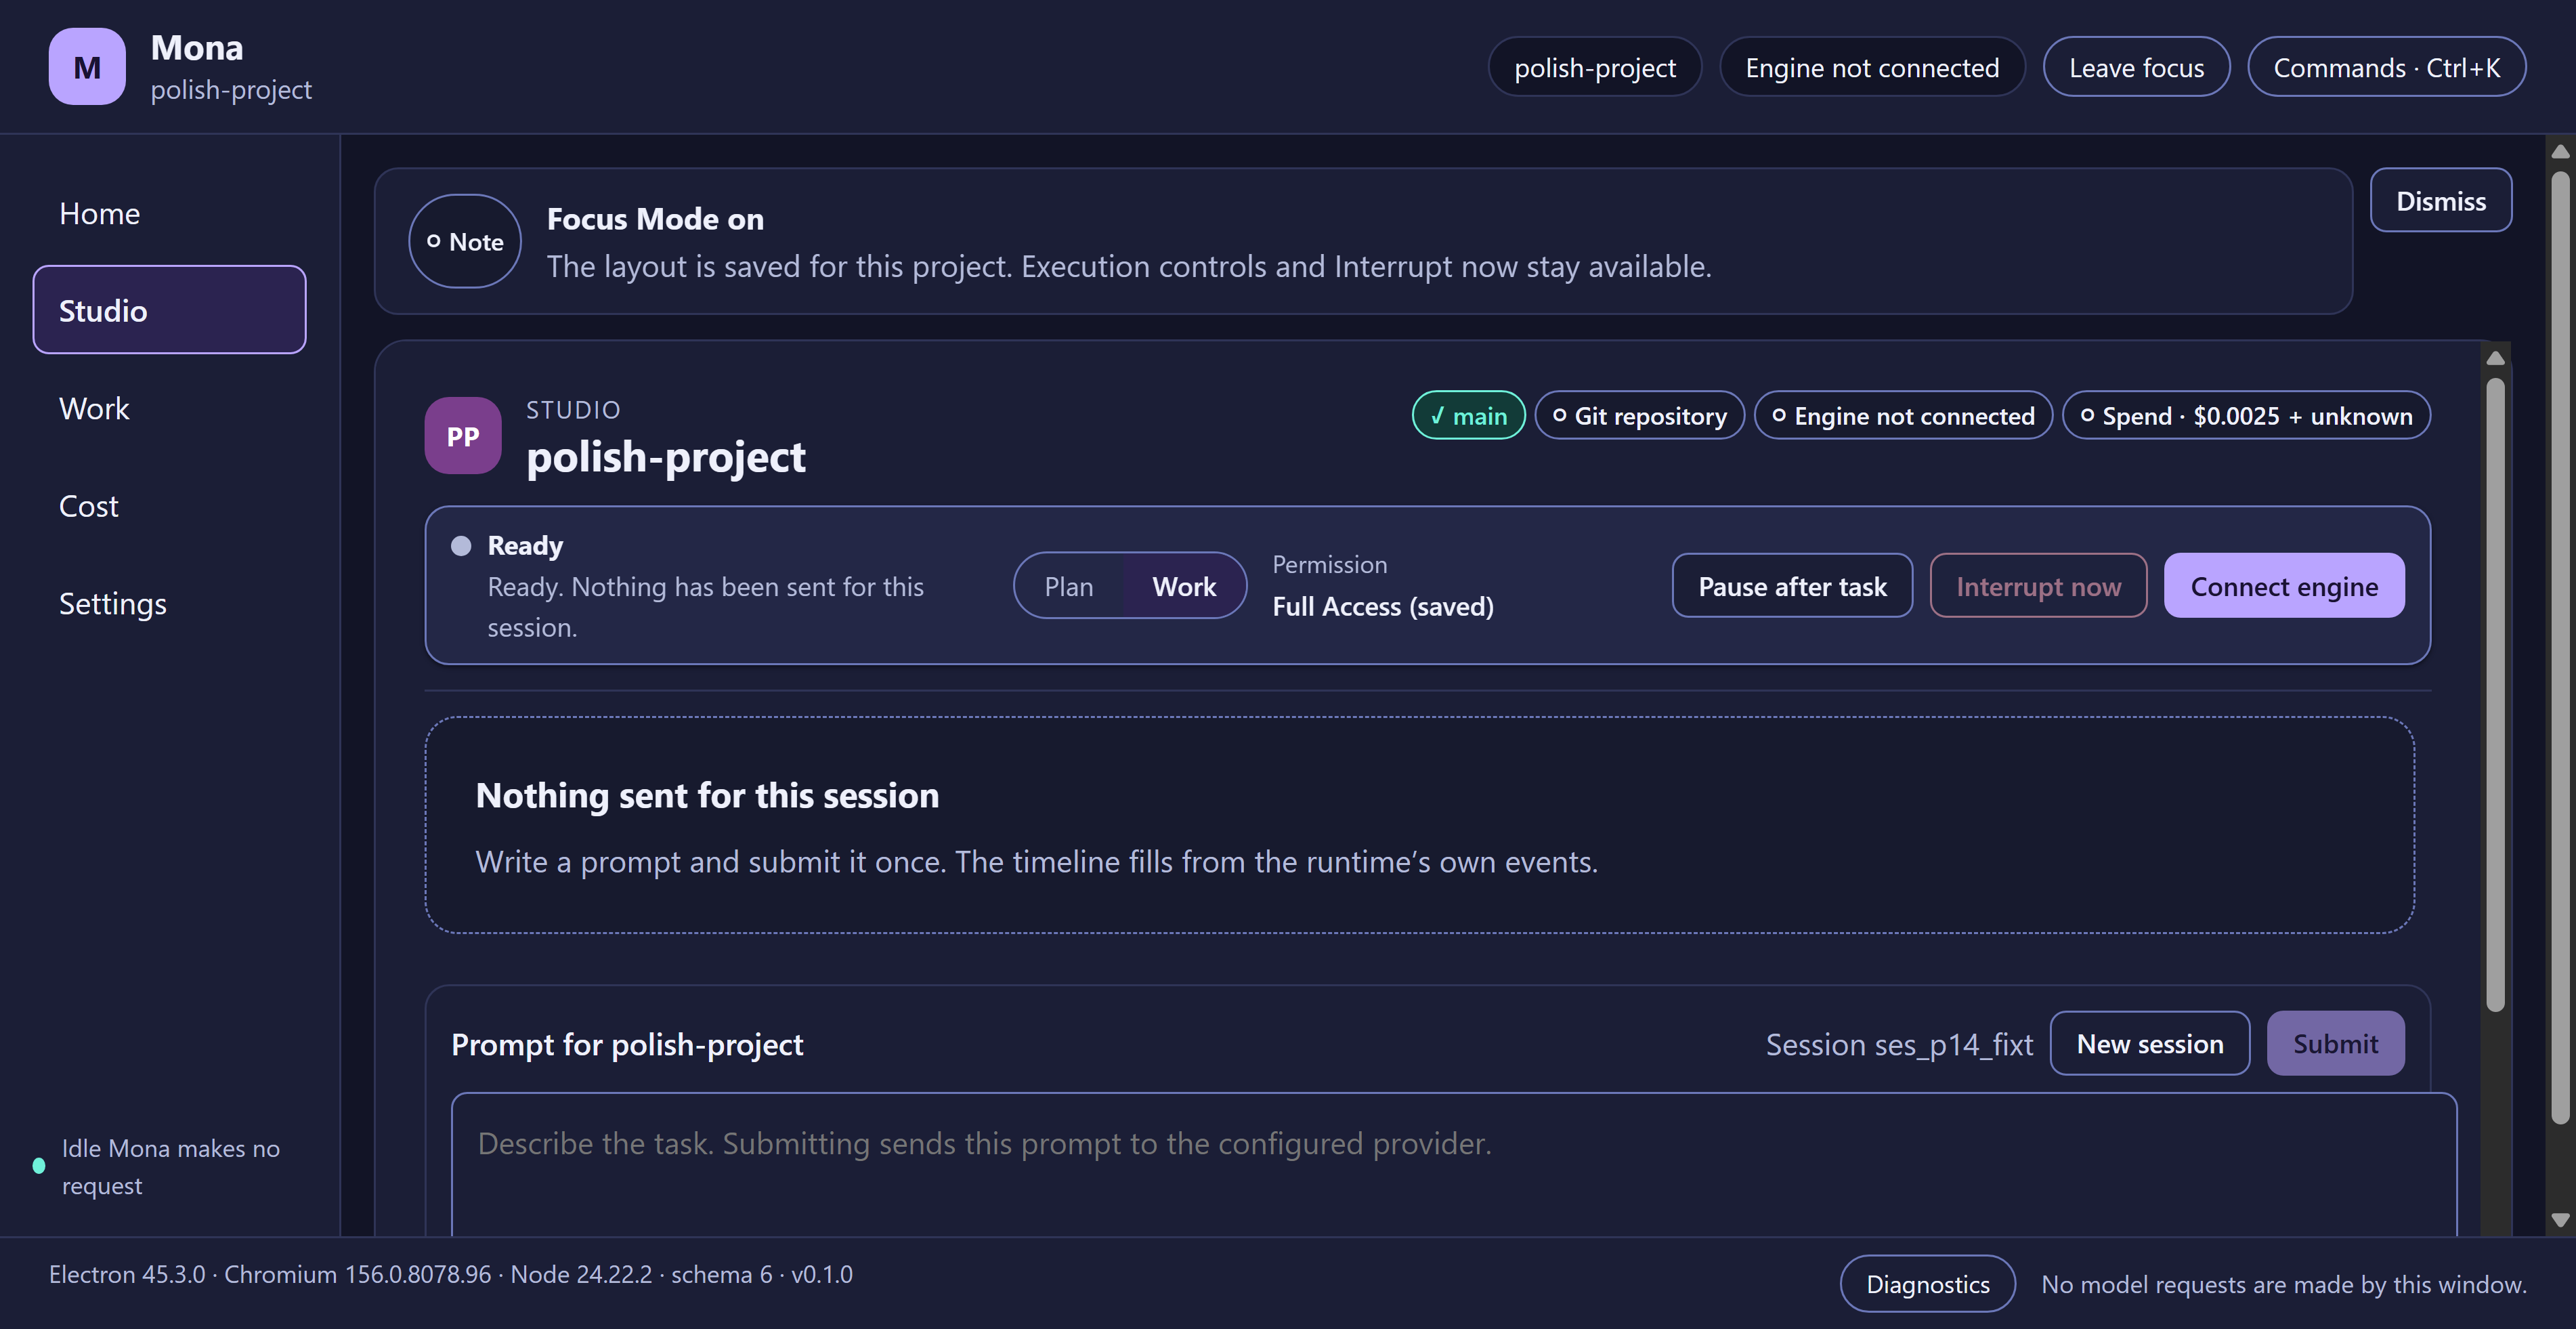 M
Mona
polish-project
polish-project
Engine not connected
Leave focus
Commands · Ctrl+K
Home
Studio
Work
Cost
Settings
Idle Mona makes no
request
Note
Focus Mode on
The layout is saved for this project. Execution controls and Interrupt now stay available.
Dismiss
PP
STUDIO
polish-project
✓ main
Git repository
Engine not connected
Spend · $0.0025 + unknown
Ready
Ready. Nothing has been sent for this
session.
Plan
Work
Permission
Full Access (saved)
Pause after task
Interrupt now
Connect engine
Nothing sent for this session
Write a prompt and submit it once. The timeline fills from the runtime’s own events.
Prompt for polish-project
Session ses_p14_fixt
New session
Submit
Describe the task. Submitting sends this prompt to the configured provider.
Electron 45.3.0 · Chromium 156.0.8078.96 · Node 24.22.2 · schema 6 · v0.1.0
Diagnostics
No model requests are made by this window.